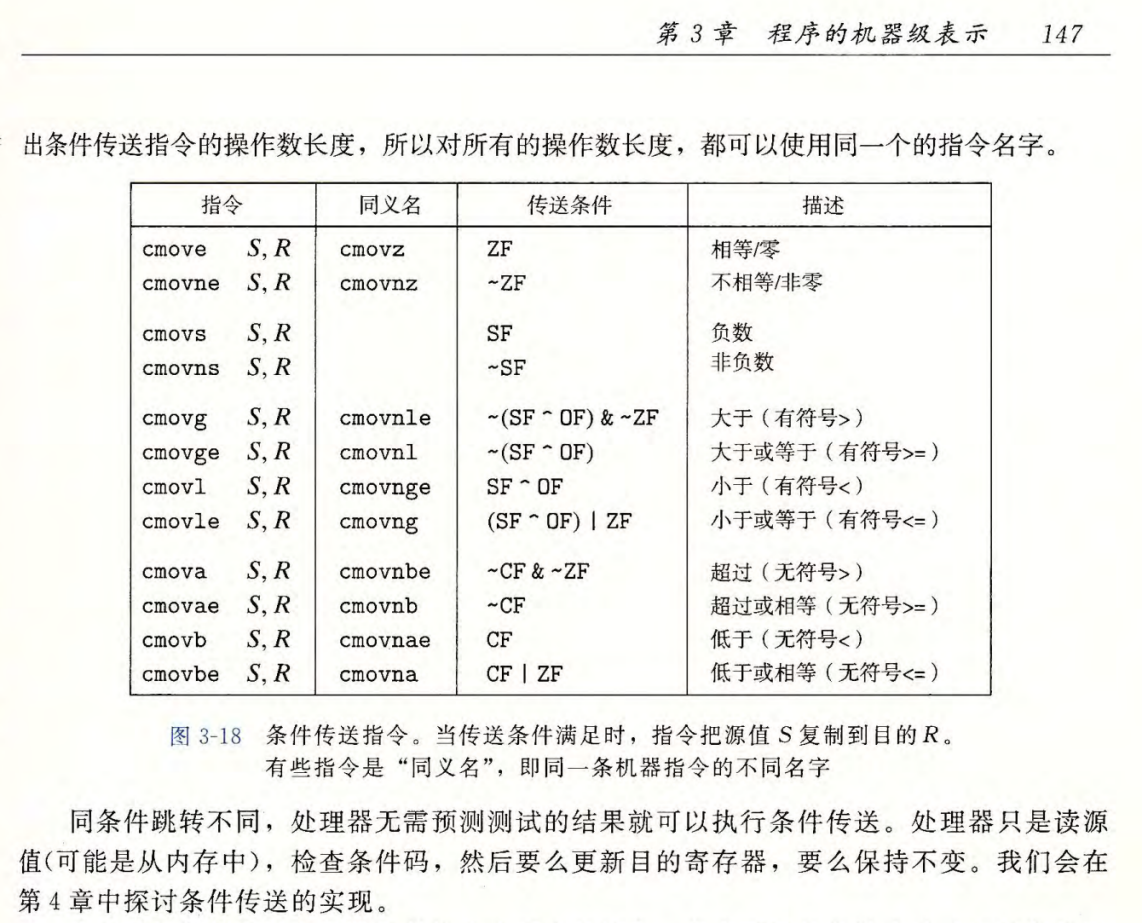 第 3 章 程序的机器级表示 147
出条件传送指令的操作数长度，所以对所有的操作数长度，都可以使用同一个的指令名字。
指令 同义名 传送条件 描述
cmove S, R cmovz ZF 相等/零
cmovne S, R cmovnz ~ZF 不相等/非零
cmovs S, R SF 负数
cmovns S, R ~SF 非负数
cmovg S, R cmovnle ~(SF ^ OF) & ~ZF 大于（有符号>）
cmovge S, R cmovnl ~(SF ^ OF) 大于或等于（有符号>=）
cmovl S, R cmovnge SF ^ OF 小于（有符号<）
cmovle S, R cmovng (SF ^ OF) | ZF 小于或等于（有符号<=）
cmova S, R cmovnbe ~CF & ~ZF 超过（无符号>）
cmovae S, R cmovnb ~CF 超过或相等（无符号>=）
cmovb S, R cmovnae CF 低于（无符号<）
cmovbe S, R cmovna CF | ZF 低于或相等（无符号<=）
图 3-18 条件传送指令。当传送条件满足时，指令把源值 S 复制到目的 R。
有些指令是“同义名”，即同一条机器指令的不同名字
同条件跳转不同，处理器无需预测测试的结果就可以执行条件传送。处理器只是读源
值(可能是从内存中)，检查条件码，然后要么更新目的寄存器，要么保持不变。我们会在
第 4 章中探讨条件传送的实现。